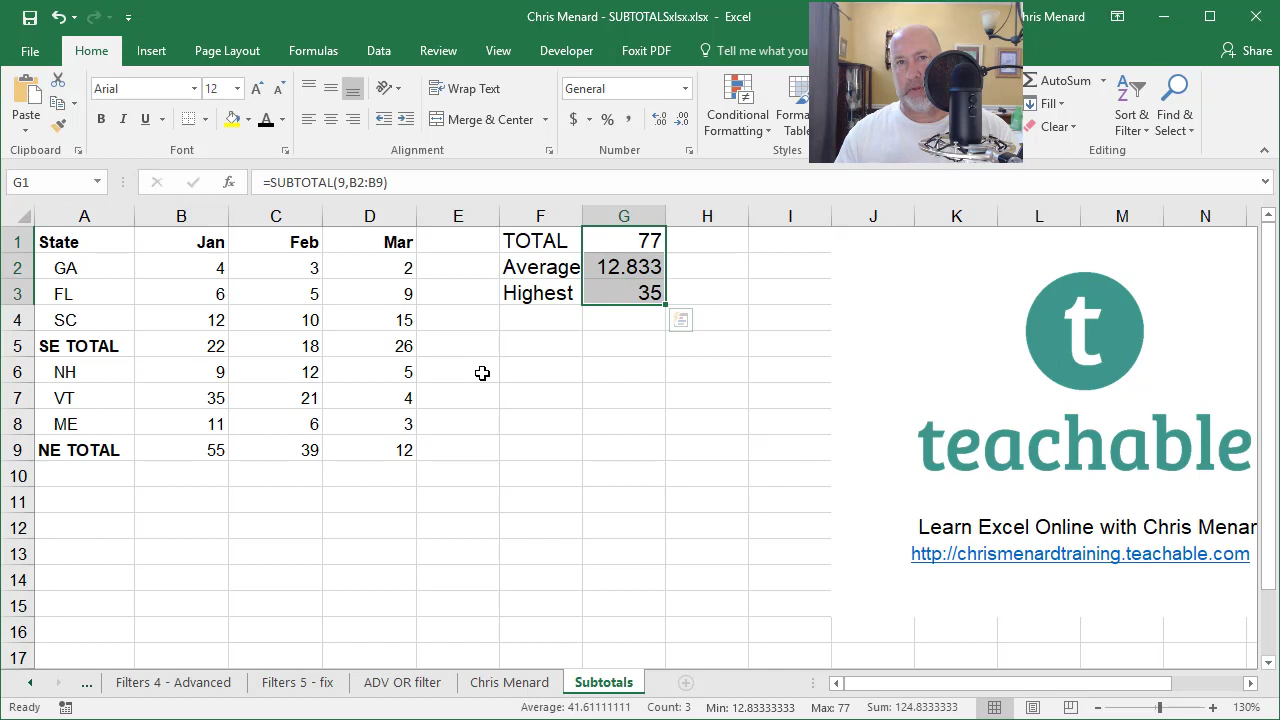 Chris Menard - SUBTOTALSxlsx.xlsx - Excel
hris Menard
File Home Insert Page Layout Formulas Data Review View Developer Foxit PDF Tell me what you
Share
Paste
Clipboard
Arial 12
B I U A
Font
Wrap Text
Merge & Center
Alignment
General
$ % ,
Number
Conditional
Formatting
Forma
Table
Styles
AutoSum
Fill
Clear
Sort &
Filter
Find &
Select
Editing
G1 fx =SUBTOTAL(9,B2:B9)
A B C D E F G H I J K L M N
1 State Jan Feb Mar TOTAL 77
2 GA 4 3 2 Average 12.833
3 FL 6 5 9 Highest 35
4 SC 12 10 15
5 SE TOTAL 22 18 26
6 NH 9 12 5
7 VT 35 21 4
8 ME 11 6 3
9 NE TOTAL 55 39 12
10
11
12
13
14
15
16
17
t
teachable
Learn Excel Online with Chris Menar
http://chrismenardtraining.teachable.com
... Filters 4 - Advanced Filters 5 - fix ADV OR filter Chris Menard Subtotals
Ready Average: 41.61111111 Count: 3 Min: 12.83333333 Max: 77 Sum: 124.8333333 130%